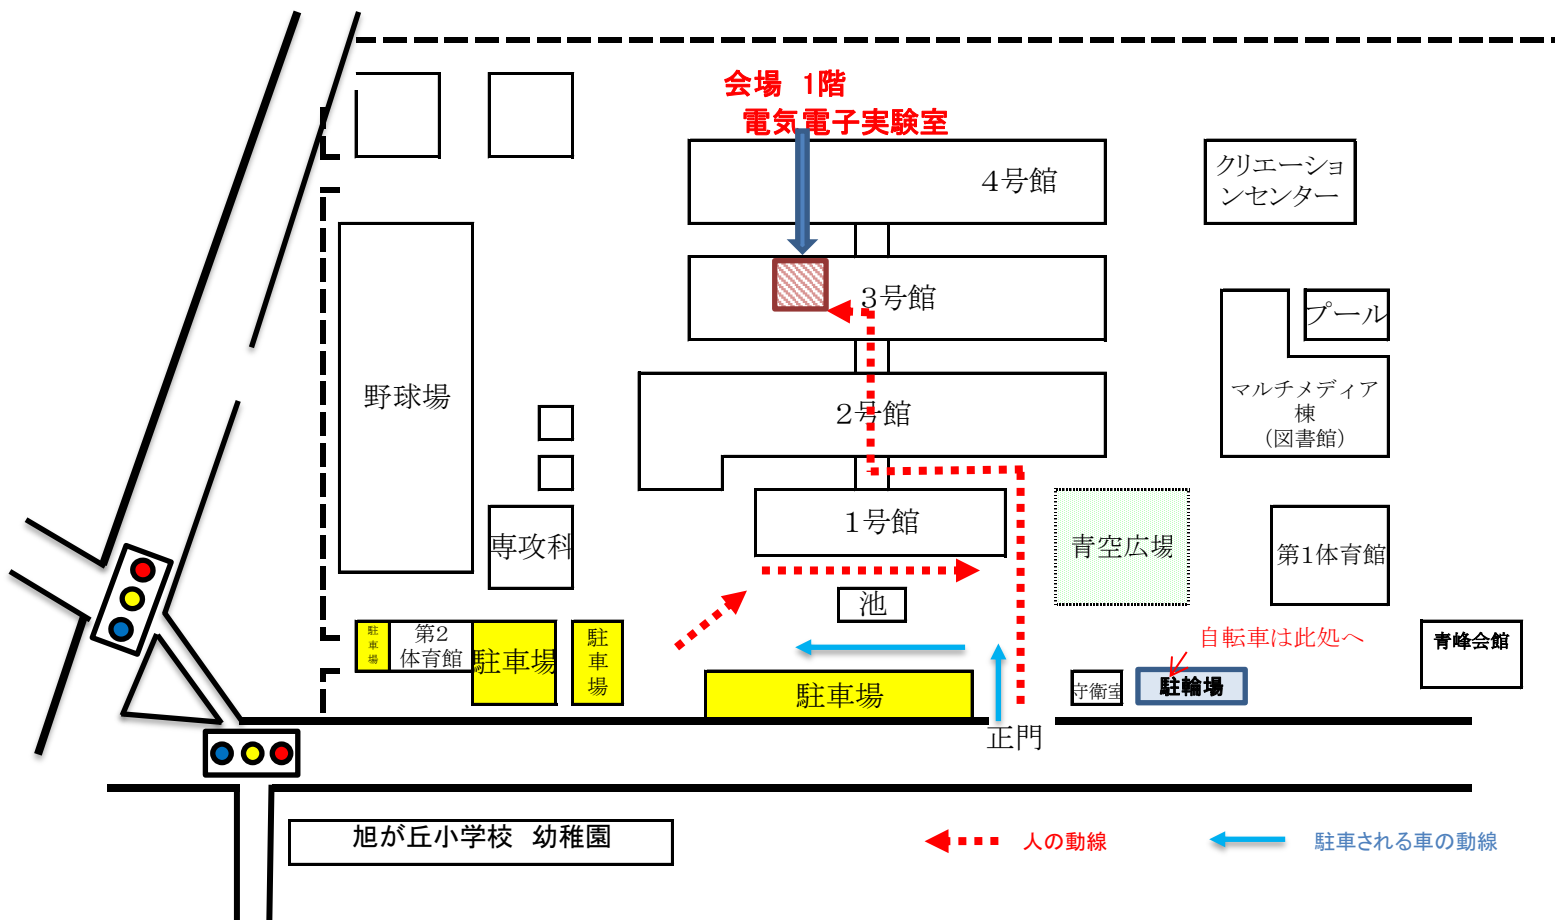 会場　1階
電気電子実験室
４号館
クリエーショ
ンセンター
３号館
プール
野球場
２号館
マルチメディア
棟
（図書館）
１号館
専攻科
青空広場
第１体育館
池
駐
車
場
第２
体育館
駐車場
駐
車
場
自転車は此処へ
青峰会館
駐車場
守衛室
駐輪場
正門
旭が丘小学校　幼稚園
人の動線
駐車される車の動線